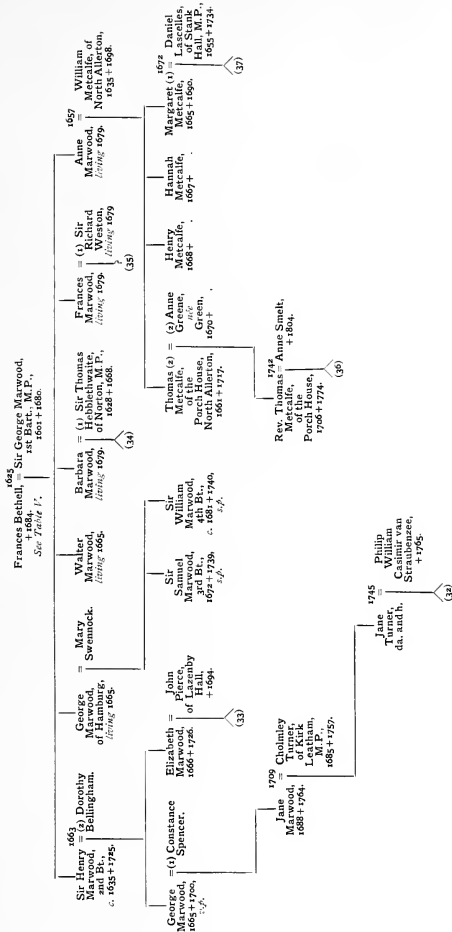 1625
Frances Bethell, = Sir George Marwood,
+ 1684. 1st Bart., M.P.,
See Table V. 1601 + 1680.
1663
Sir Henry = (2) Dorothy
Marwood, Bellingham.
2nd Bt.,
c. 1635 + 1725.
George = Mary
Marwood, Swennock.
of Hamburg,
living 1665.
Walter
Marwood,
living 1665.
Barbara = (1) Sir Thomas
Marwood, Hebblethwaite,
living 1679. of Norton, M.P.,
1628 + 1668.
(34)
Frances = (1) Sir
Marwood, Richard
living 1679. Weston,
living 1679
?
(35)
1657
Anne = William
Marwood, Metcalfe, of
living 1679. North Allerton,
1635 + 1698.
George = (1) Constance
Marwood, Spencer.
1665 + 1700,
v.p.
Elizabeth = John
Marwood, Pierce,
1666 + 1726. of Lazenby
Hall,
+ 1694.
(33)
Sir
Samuel
Marwood,
3rd Bt.,
1672 + 1739,
s.p.
Sir
William
Marwood,
4th Bt.,
c. 1681 + 1740,
s.p.
Thomas (2) = (2) Anne
Metcalfe, Greene,
of the née
Porch House, Green,
North Allerton, 1670 + .
1661 + 1717.
Henry
Metcalfe,
1668 + .
Hannah
Metcalfe,
1667 + .
1672
Margaret (1) = Daniel
Metcalfe, Lascelles,
1665 + 1690. of Stank
Hall, M.P.,
1655 + 1734.
(37)
1709
Jane = Cholmley
Marwood, Turner,
1688 + 1764. of Kirk
Leatham,
M.P.,
1685 + 1757.
1742
Rev. Thomas = Anne Smelt,
Metcalfe, + 1804.
of the
Porch House,
1706 + 1774.
(36)
1745
Jane = Philip
Turner, William
da. and h. Casimir van
Straubenzee,
+ 1765.
(32)